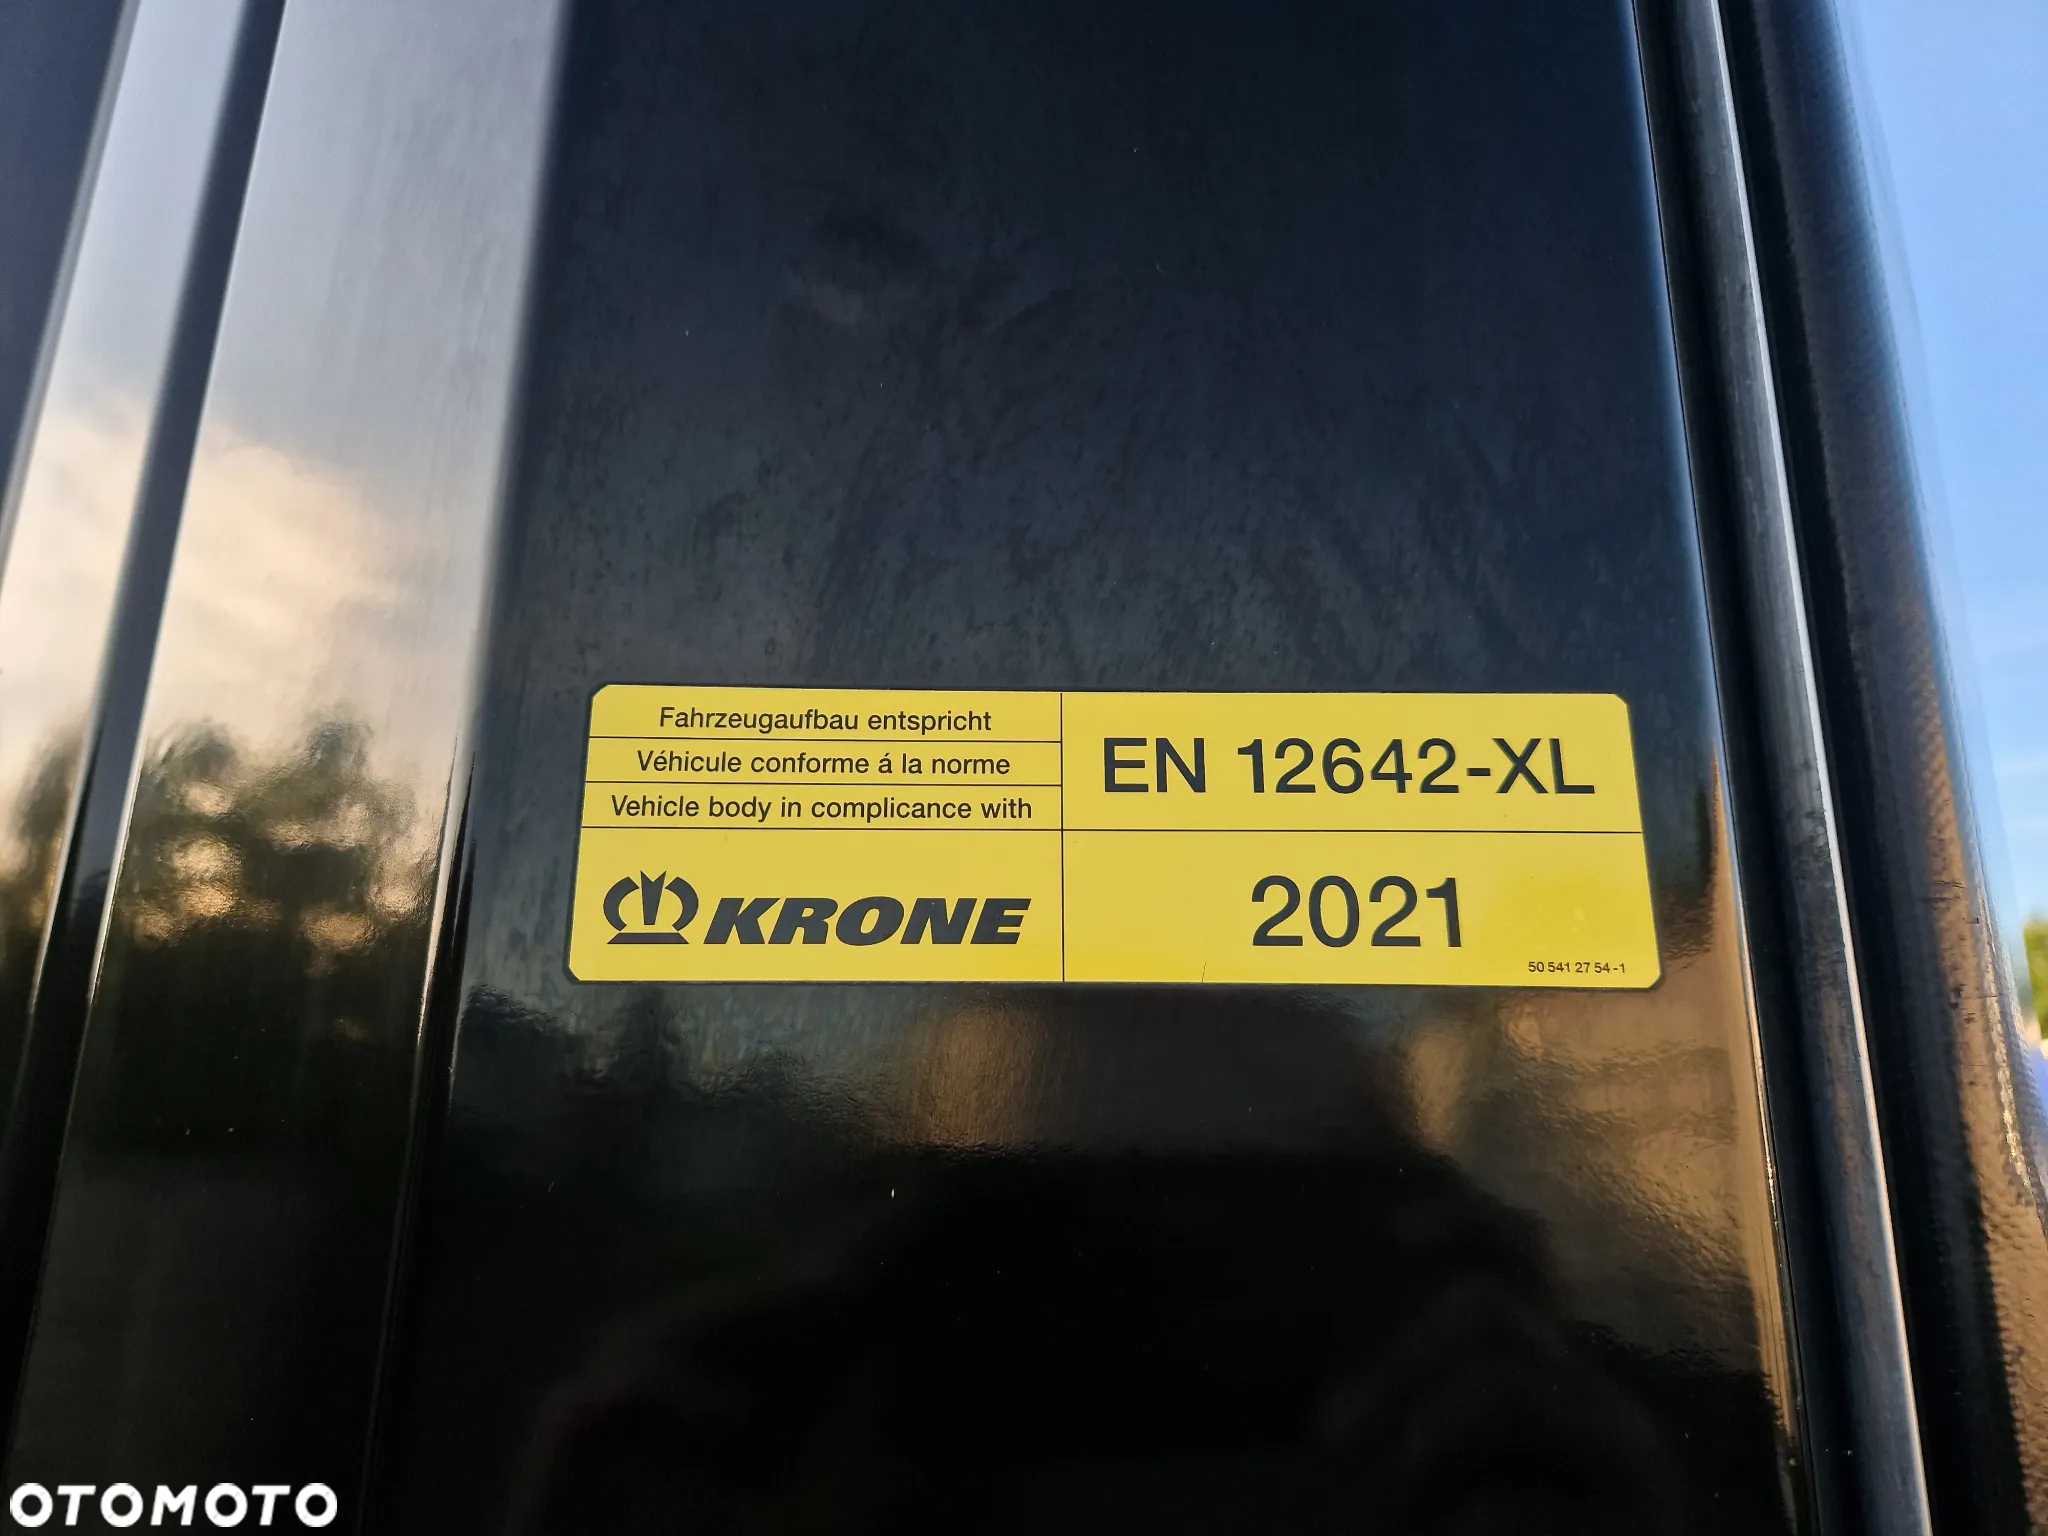 Fahrzeugaufbau entspricht
Véhicule conforme á la norme
Vehicle body in complicance with
EN 12642-XL
KRONE
2021
50 541 27 54-1
OTOMOTO